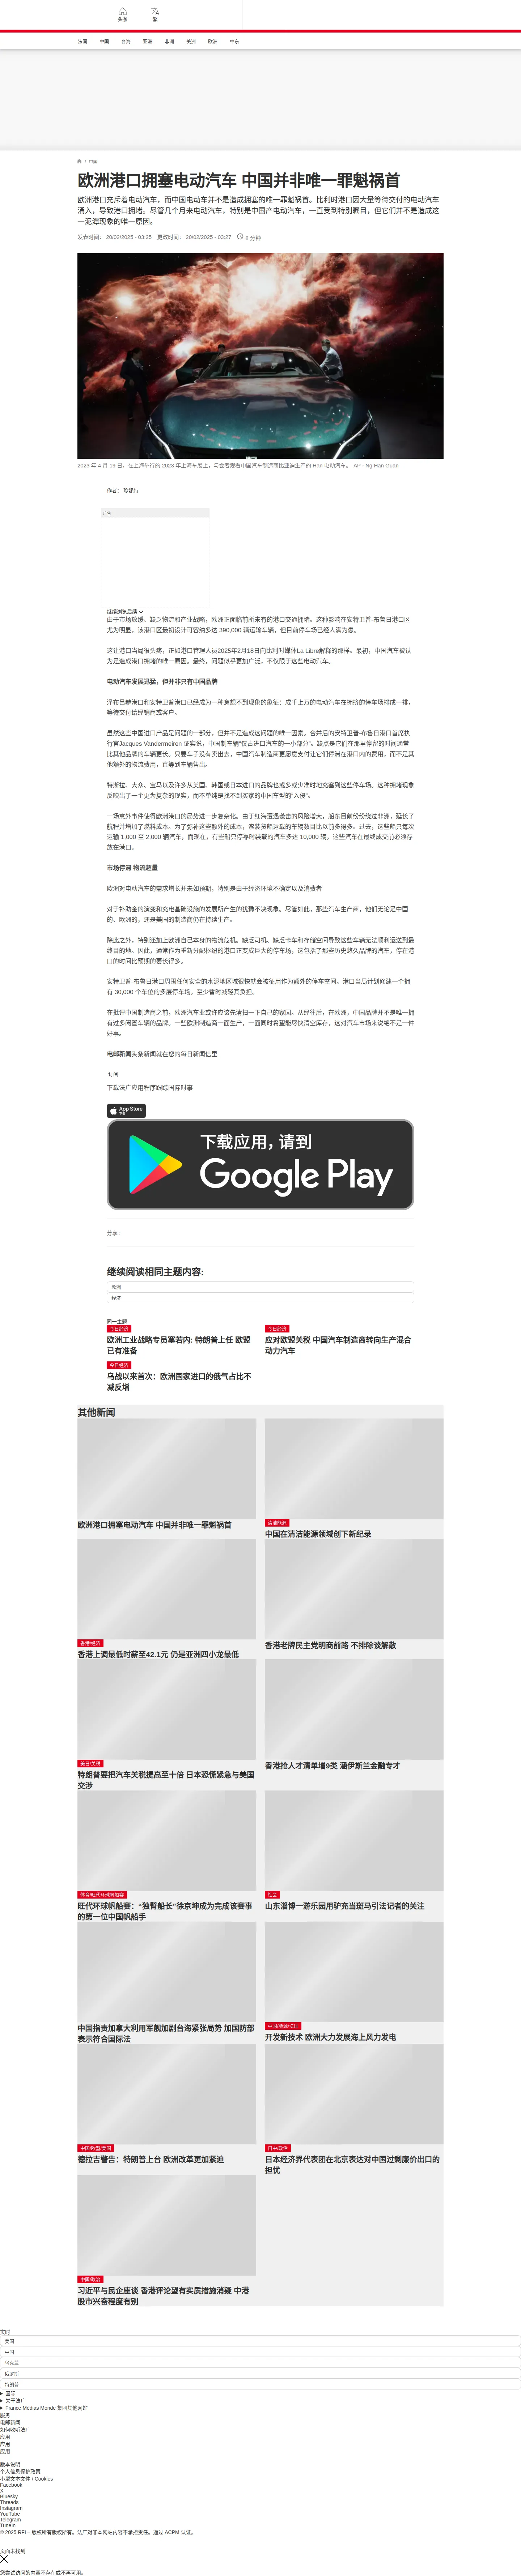 头条
繁
法国
中国
台海
亚洲
非洲
美洲
欧洲
中东
/ 中国
欧洲港口拥塞电动汽车 中国并非唯一罪魁祸首
欧洲港口充斥着电动汽车，而中国电动车并不是造成拥塞的唯一罪魁祸首。比利时港口因大量等待交付的电动汽车
涌入，导致港口拥堵。尽管几个月来电动汽车，特别是中国产电动汽车，一直受到特别瞩目，但它们并不是造成这
一泥潭现象的唯一原因。
发表时间： 20/02/2025 - 03:25 更改时间： 20/02/2025 - 03:27 8 分钟
2023 年 4 月 19 日，在上海举行的 2023 年上海车展上，与会者观看中国汽车制造商比亚迪生产的 Han 电动汽车。 AP - Ng Han Guan
作者： 珍妮特
广告
继续浏览后续
由于市场放缓、缺乏物流和产业战略，欧洲正面临前所未有的港口交通拥堵。这种影响在安特卫普-布鲁日港口区
尤为明显，该港口区最初设计可容纳多达 390,000 辆运输车辆，但目前停车场已经人满为患。
这让港口当局很头疼，正如港口管理人员2025年2月18日向比利时媒体La Libre解释的那样。最初，中国汽车被认
为是造成港口拥堵的唯一原因。最终，问题似乎更加广泛，不仅限于这些电动汽车。
电动汽车发展迅猛，但并非只有中国品牌
泽布吕赫港口和安特卫普港口已经成为一种意想不到现象的象征：成千上万的电动汽车在拥挤的停车场排成一排，
等待交付给经销商或客户。
虽然这些中国进口产品是问题的一部分，但并不是造成这问题的唯一因素。合并后的安特卫普-布鲁日港口首席执
行官Jacques Vandermeiren 证实说，中国制车辆“仅占进口汽车的一小部分”。缺点是它们在那里停留的时间通常
比其他品牌的车辆更长。只要车子没有卖出去，中国汽车制造商更愿意支付让它们停滞在港口内的费用，而不是其
他额外的物流费用，直等到车辆售出。
特斯拉、大众、宝马以及许多从美国、韩国或日本进口的品牌也或多或少准时地充塞到这些停车场。这种拥堵现象
反映出了一个更为复杂的现实，而不单纯是找不到买家的中国车型的“入侵”。
一场意外事件使得欧洲港口的局势进一步复杂化。由于红海遭遇袭击的风险增大，船东目前纷纷绕过非洲，延长了
航程并增加了燃料成本。为了弥补这些额外的成本，滚装货船运载的车辆数目比以前多得多。过去，这些船只每次
运输 1,000 至 2,000 辆汽车，而现在，有些船只停靠时装载的汽车多达 10,000 辆，这些汽车在最终成交前必须存
放在港口。
市场停滞 物流超量
欧洲对电动汽车的需求增长并未如预期，特别是由于经济环境不确定以及消费者
对于补助金的演变和充电基础设施的发展所产生的犹豫不决现象。尽管如此，那些汽车生产商，他们无论是中国
的、欧洲的，还是美国的制造商仍在持续生产。
除此之外，特别还加上欧洲自己本身的物流危机。缺乏司机、缺乏卡车和存储空间导致这些车辆无法顺利运送到最
终目的地。因此，通常作为重新分配枢纽的港口正变成巨大的停车场，这包括了那些历史悠久品牌的汽车，停在港
口的时间比预期的要长得多。
安特卫普-布鲁日港口周围任何安全的水泥地区域很快就会被征用作为额外的停车空间。港口当局计划修建一个拥
有 30,000 个车位的多层停车场，至少暂时减轻其负担。
在批评中国制造商之前，欧洲汽车业或许应该先清扫一下自己的家园。从经往后，在欧洲，中国品牌并不是唯一拥
有过多闲置车辆的品牌。一些欧洲制造商一面生产，一面同时希望能尽快清空库存，这对汽车市场来说绝不是一件
好事。
电邮新闻头条新闻就在您的每日新闻信里
订阅
下载法广应用程序跟踪国际时事
App Store
下载
下载应用，请到
Google Play
分享 :
继续阅读相同主题内容:
欧洲
经济
同一主题
今日经济
欧洲工业战略专员塞若内: 特朗普上任 欧盟
已有准备
今日经济
应对欧盟关税 中国汽车制造商转向生产混合
动力汽车
今日经济
乌战以来首次：欧洲国家进口的俄气占比不
减反增
其他新闻
欧洲港口拥塞电动汽车 中国并非唯一罪魁祸首
清洁能源
中国在清洁能源领域创下新纪录
香港/经济
香港上调最低时薪至42.1元 仍是亚洲四小龙最低
香港老牌民主党明商前路 不排除谈解散
美日/关税
特朗普要把汽车关税提高至十倍 日本恐慌紧急与美国
交涉
香港抢人才清单增9类 涵伊斯兰金融专才
体育/旺代环球帆船赛
旺代环球帆船赛：“独臂船长”徐京坤成为完成该赛事
的第一位中国帆船手
社会
山东淄博一游乐园用驴充当斑马引法记者的关注
中国指责加拿大利用军舰加剧台海紧张局势 加国防部
表示符合国际法
中国/能源/法国
开发新技术 欧洲大力发展海上风力发电
中国/欧盟/美国
德拉吉警告：特朗普上台 欧洲改革更加紧迫
日中/政治
日本经济界代表团在北京表达对中国过剩廉价出口的
担忧
中国/政治
习近平与民企座谈 香港评论望有实质措施消疑 中港
股市兴奋程度有别
实时
美国
中国
乌克兰
俄罗斯
特朗普
国际
关于法广
France Médias Monde 集团其他网站
服务
电邮新闻
如何收听法广
应用
应用
应用
版本说明
个人信息保护政策
小型文本文件 / Cookies
Facebook
X
Bluesky
Threads
Instagram
YouTube
Telegram
TuneIn
© 2025 RFI – 版权所有版权所有。法广对非本网站内容不承担责任。通过 ACPM 认证。
页面未找到
您尝试访问的内容不存在或不再可用。